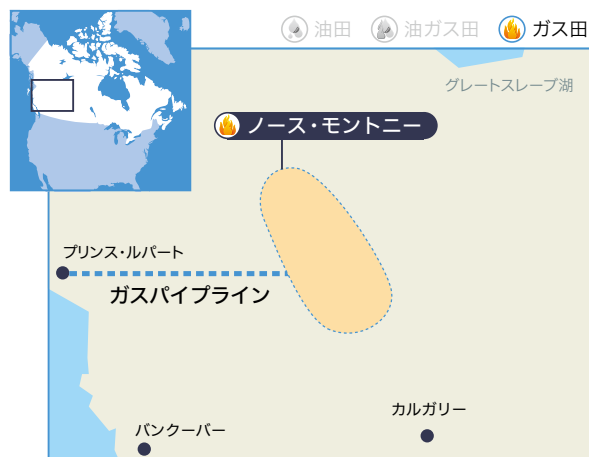 油田 油ガス田 ガス田
グレートスレーブ湖
ノース・モントニー
プリンス・ルパート
ガスパイプライン
カルガリー
バンクーバー